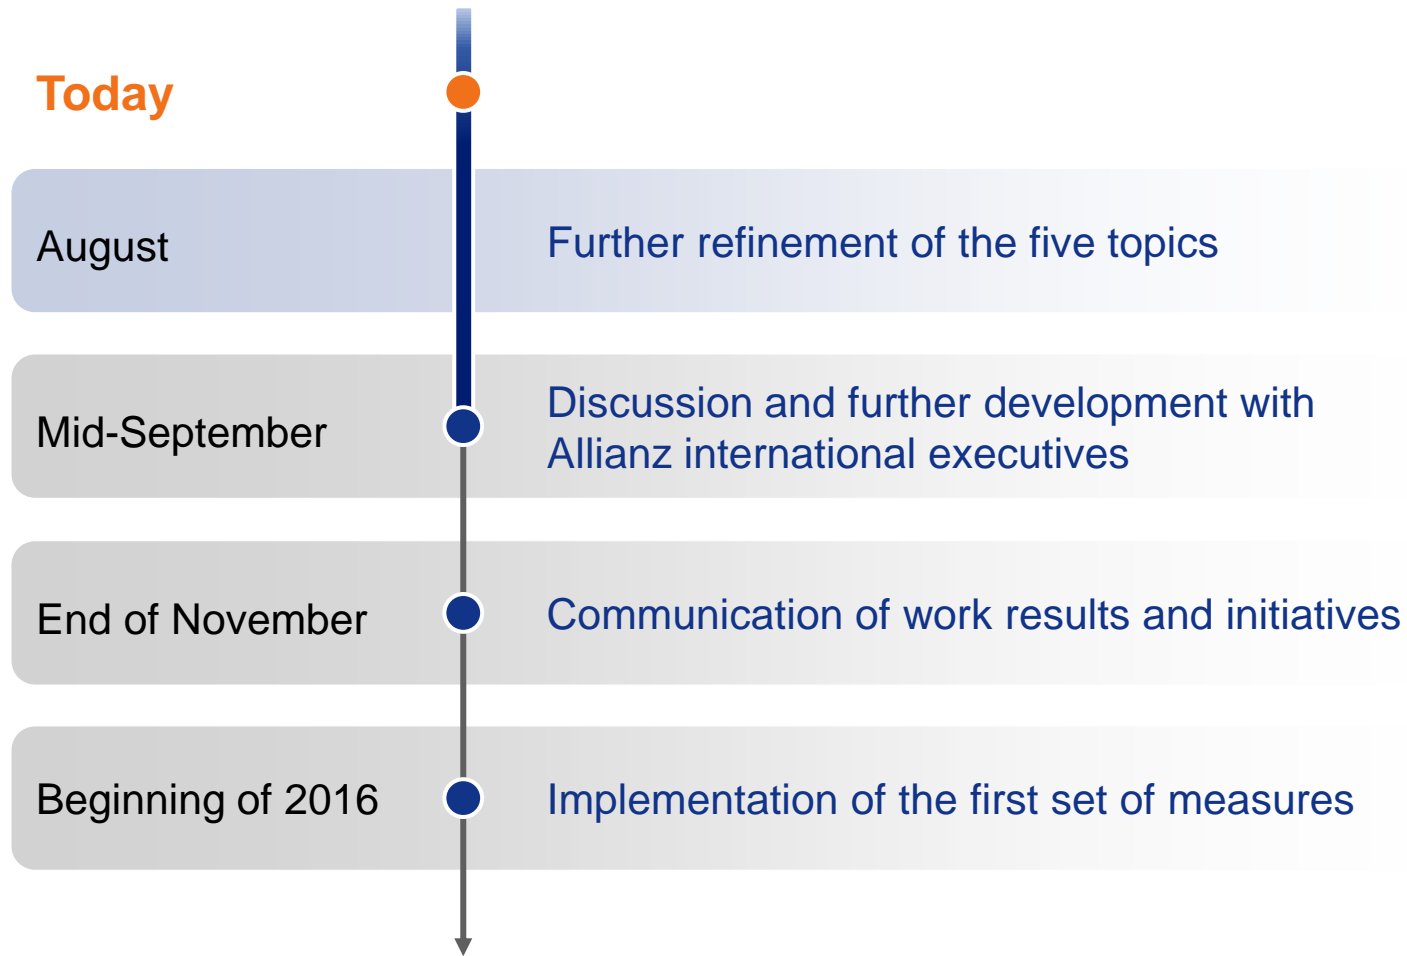 Today
August
Further refinement of the five topics
Mid-September
Discussion and further development with
Allianz international executives
End of November
Communication of work results and initiatives
Beginning of 2016
Implementation of the first set of measures